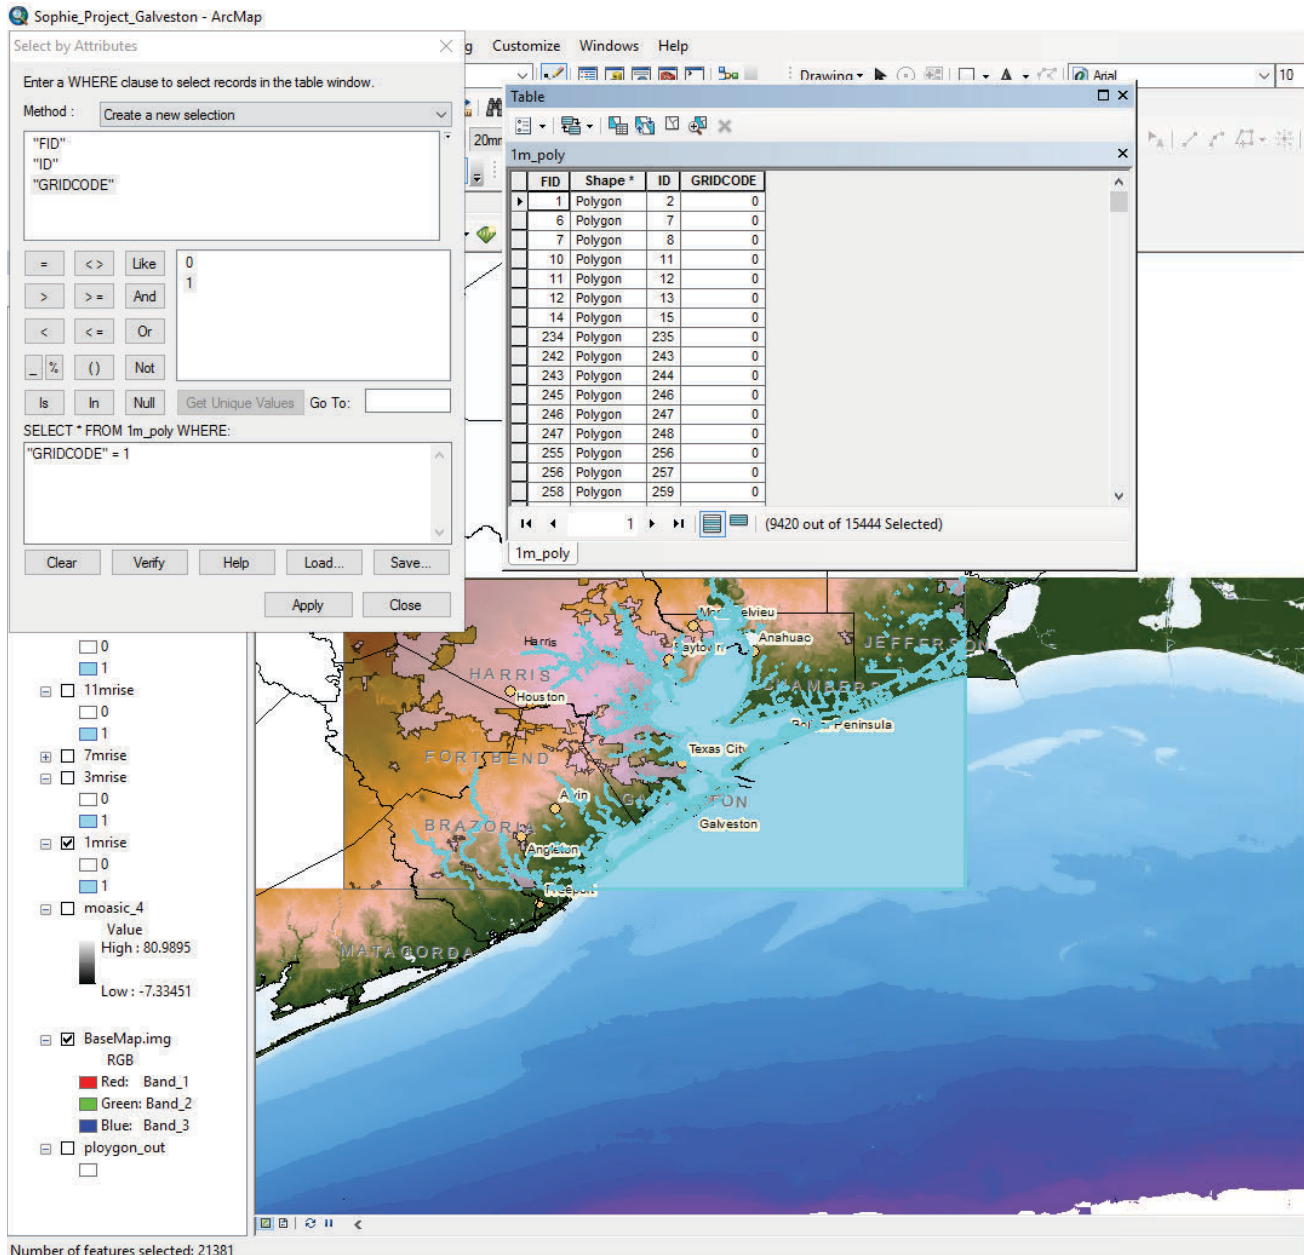 Sophie_Project_Galveston - ArcMap
Select by Attributes
g Customize Windows Help
Enter a WHERE clause to select records in the table window.
Method : Create a new selection
"FID"
"ID"
"GRIDCODE"
= <> Like
> >= And
< <= Or
_ % () Not
Is In Null
0
1
Get Unique Values Go To:
SELECT * FROM 1m_poly WHERE:
"GRIDCODE" = 1
Clear Verify Help Load... Save...
Apply Close
Drawing Arial 10
20mr
Table
1m_poly
FID Shape * ID GRIDCODE
1 Polygon 2 0
6 Polygon 7 0
7 Polygon 8 0
10 Polygon 11 0
11 Polygon 12 0
12 Polygon 13 0
14 Polygon 15 0
234 Polygon 235 0
242 Polygon 243 0
243 Polygon 244 0
245 Polygon 246 0
246 Polygon 247 0
247 Polygon 248 0
255 Polygon 256 0
256 Polygon 257 0
258 Polygon 259 0
1 (9420 out of 15444 Selected)
1m_poly
0
1
11mrise
0
1
7mrise
3mrise
0
1
1mrise
0
1
moasic_4
Value
High : 80.9895
Low : -7.33451
BaseMap.img
RGB
Red: Band_1
Green: Band_2
Blue: Band_3
ploygon_out
Harris
Anahuac
JEFFERSON
HARRIS
Houston
Peninsula
FORT BEND
Texas City
Galveston
BRAZORIA
Angleton
MATAGORDA
Number of features selected: 21381